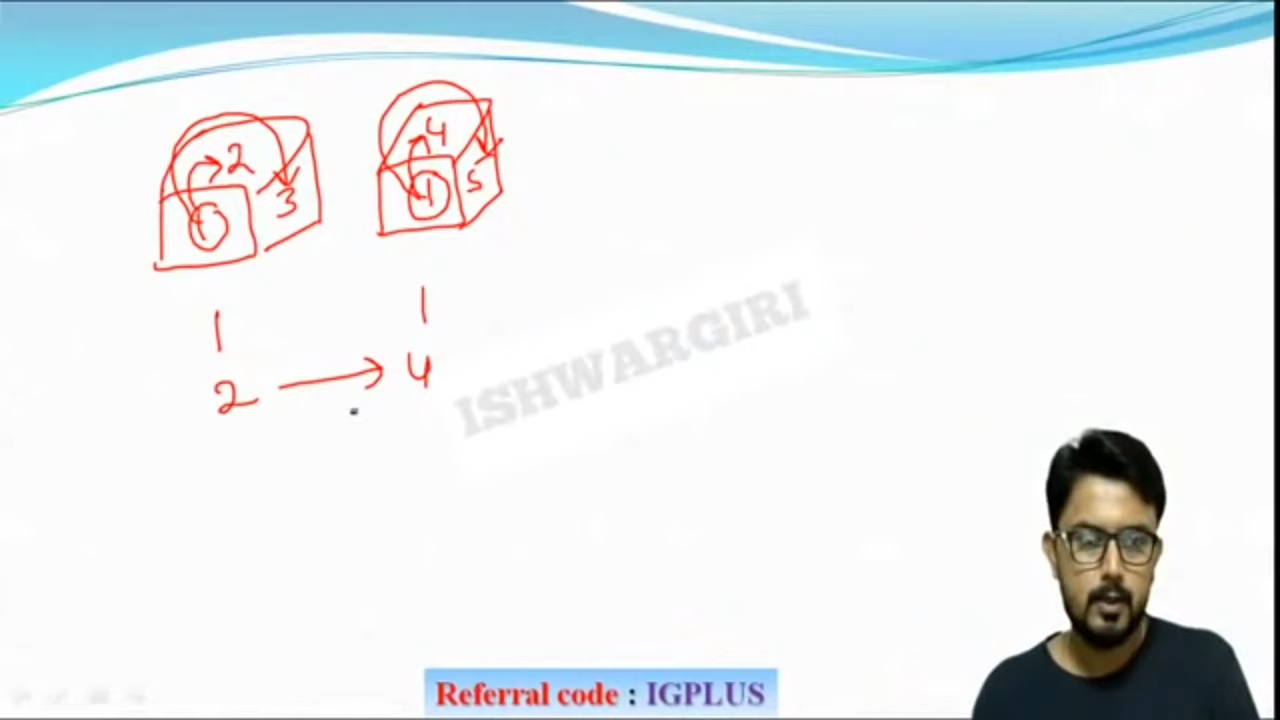 2
4
1
3
1
5
1
1
2 → 4
ISHWARGIRI
Referral code : IGPLUS